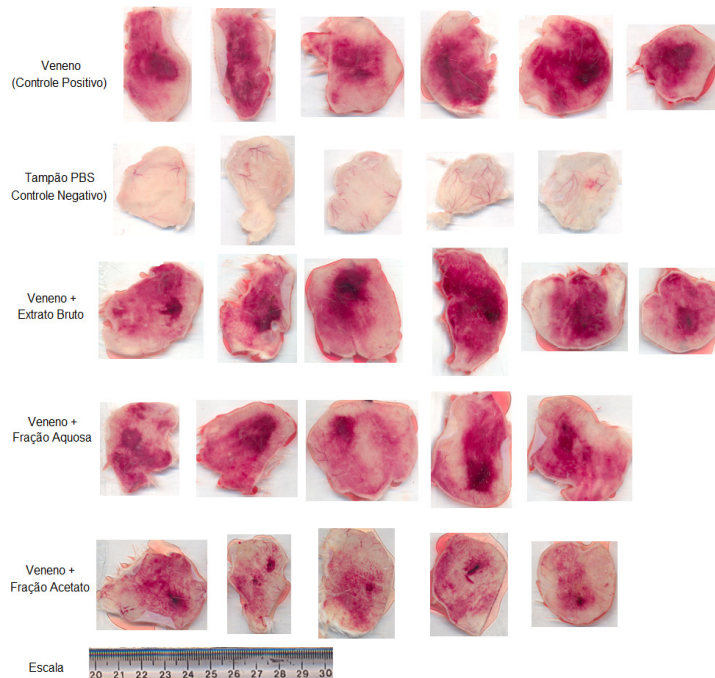 Veneno
(Controle Positivo)
Tampão PBS
Controle Negativo)
Veneno +
Extrato Bruto
Veneno +
Fração Aquosa
Veneno +
Fração Acetato
Escala
20 21 22 23 24 25 26 27 28 29 30